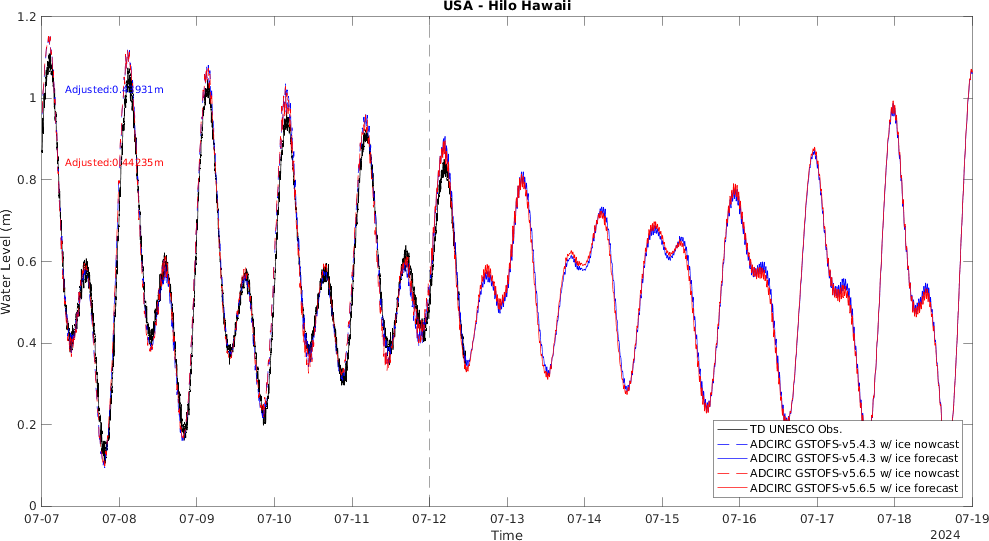 USA - Hilo Hawaii
1.2
1
0.8
0.6
0.4
0.2
0
Water Level (m)
Adjusted:0.44235m
07-07 07-08 07-09 07-10 07-11 07-12 07-13 07-14 07-15 07-16 07-17 07-18 07-19
Time
2024
TD UNESCO Obs.
ADCIRC GSTOFS-v5.4.3 w/ ice nowcast
ADCIRC GSTOFS-v5.4.3 w/ ice forecast
ADCIRC GSTOFS-v5.6.5 w/ ice nowcast
ADCIRC GSTOFS-v5.6.5 w/ ice forecast